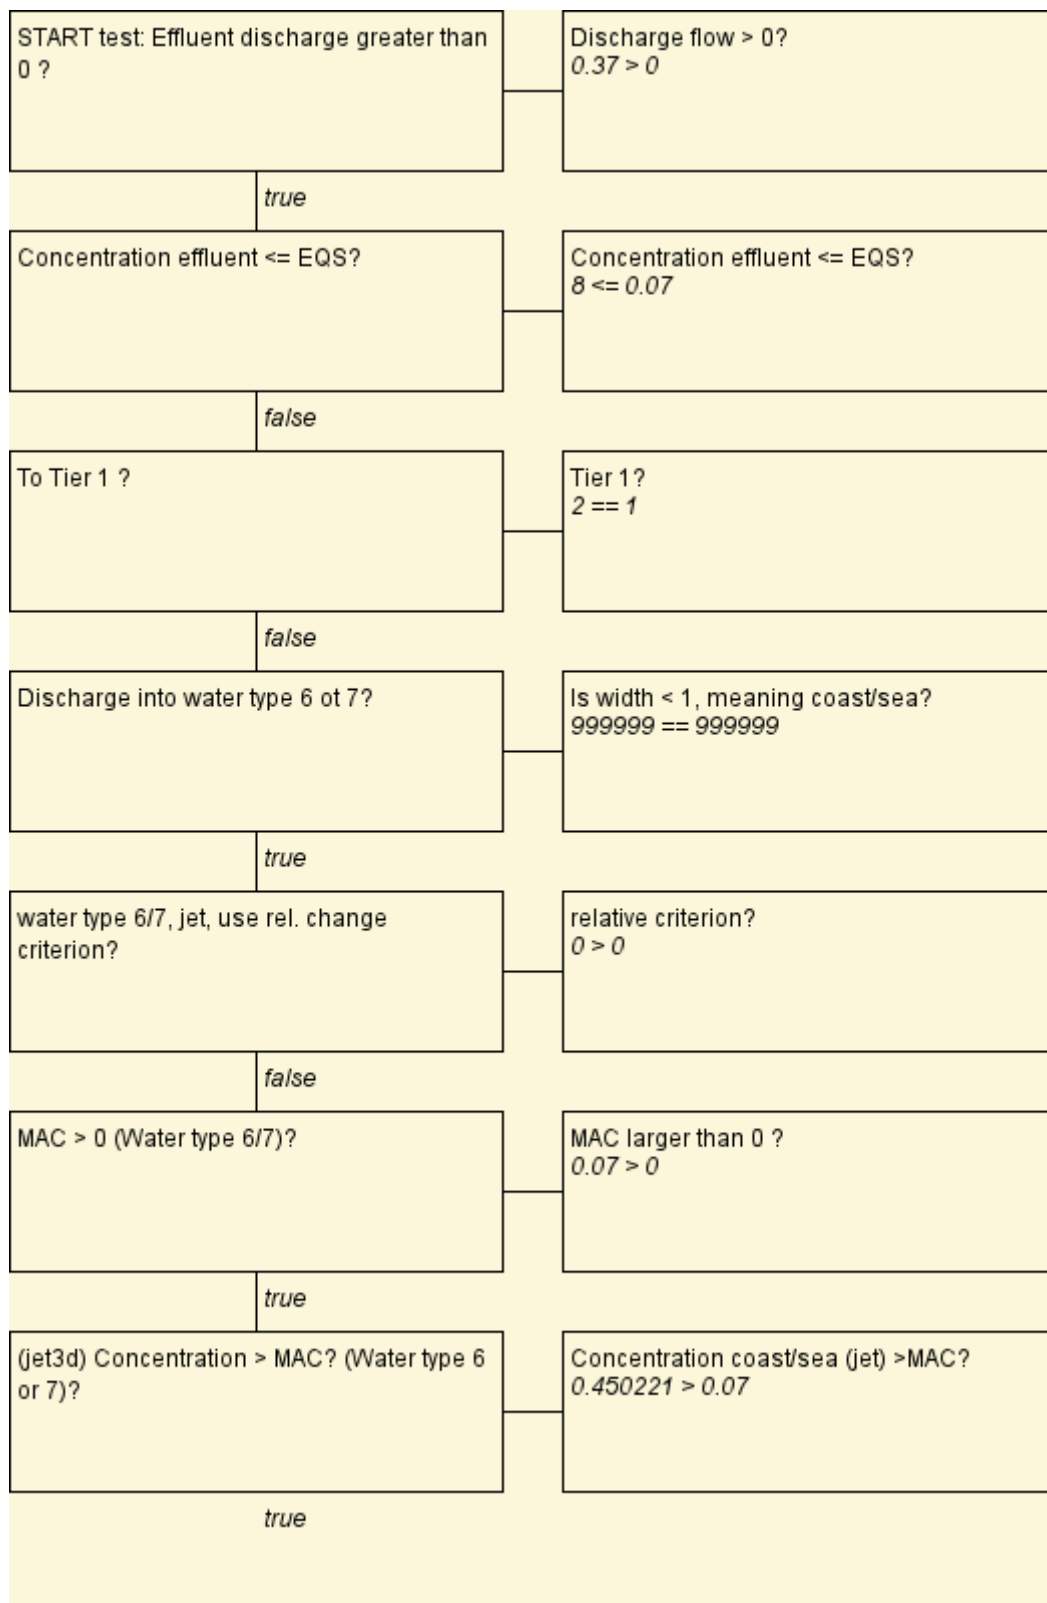 START test: Effluent discharge greater than
0 ?
Discharge flow > 0?
0.37 > 0
true
Concentration effluent <= EQS?
Concentration effluent <= EQS?
8 <= 0.07
false
To Tier 1 ?
Tier 1?
2 == 1
false
Discharge into water type 6 ot 7?
Is width < 1, meaning coast/sea?
999999 == 999999
true
water type 6/7, jet, use rel. change
criterion?
relative criterion?
0 > 0
false
MAC > 0 (Water type 6/7)?
MAC larger than 0 ?
0.07 > 0
true
(jet3d) Concentration > MAC? (Water type 6
or 7)?
Concentration coast/sea (jet) >MAC?
0.450221 > 0.07
true